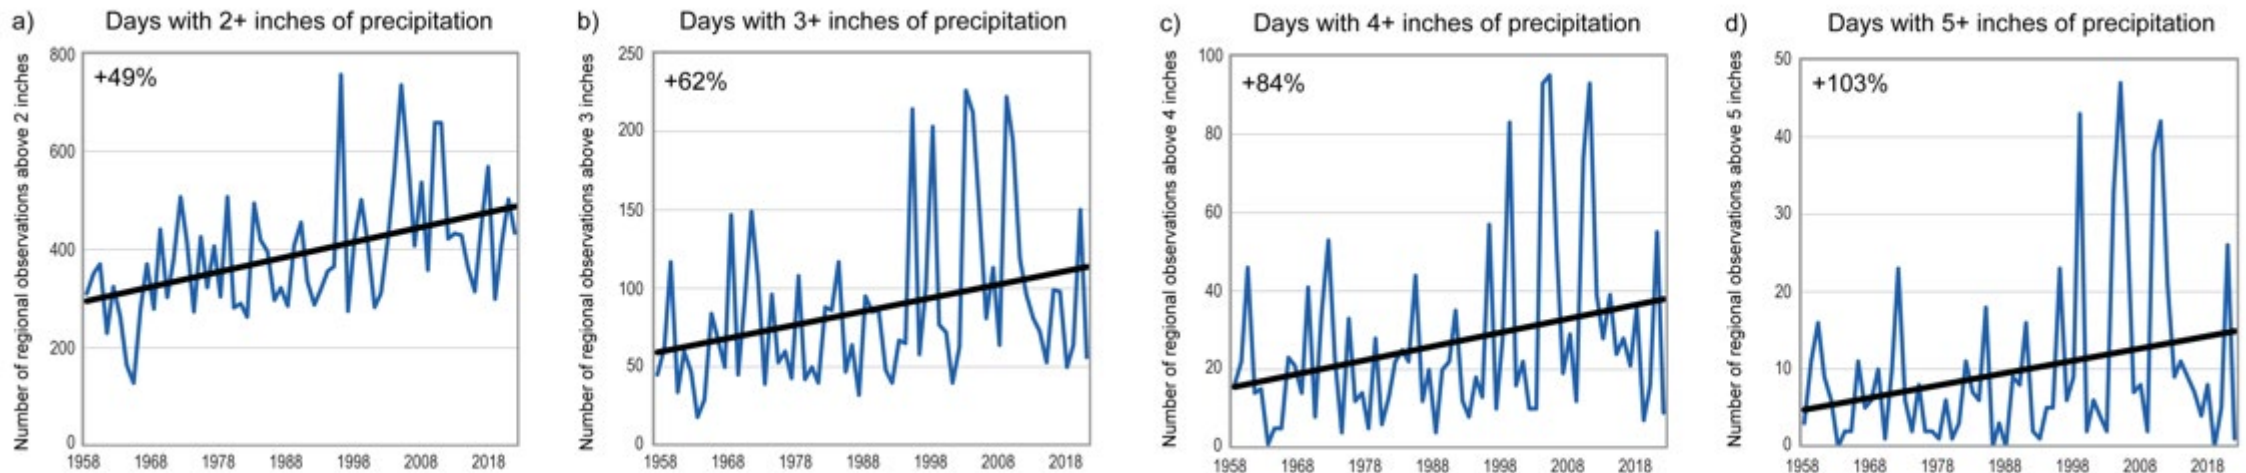 a) Days with 2+ inches of precipitation
Number of regional observations above 2 inches
800
600
400
200
0
+49%
1958 1968 1978 1988 1998 2008 2018
b) Days with 3+ inches of precipitation
Number of regional observations above 3 inches
250
200
150
100
50
0
+62%
1958 1968 1978 1988 1998 2008 2018
c) Days with 4+ inches of precipitation
Number of regional observations above 4 inches
100
80
60
40
20
0
+84%
1958 1968 1978 1988 1998 2008 2018
d) Days with 5+ inches of precipitation
Number of regional observations above 5 inches
50
40
30
20
10
0
+103%
1958 1968 1978 1988 1998 2008 2018